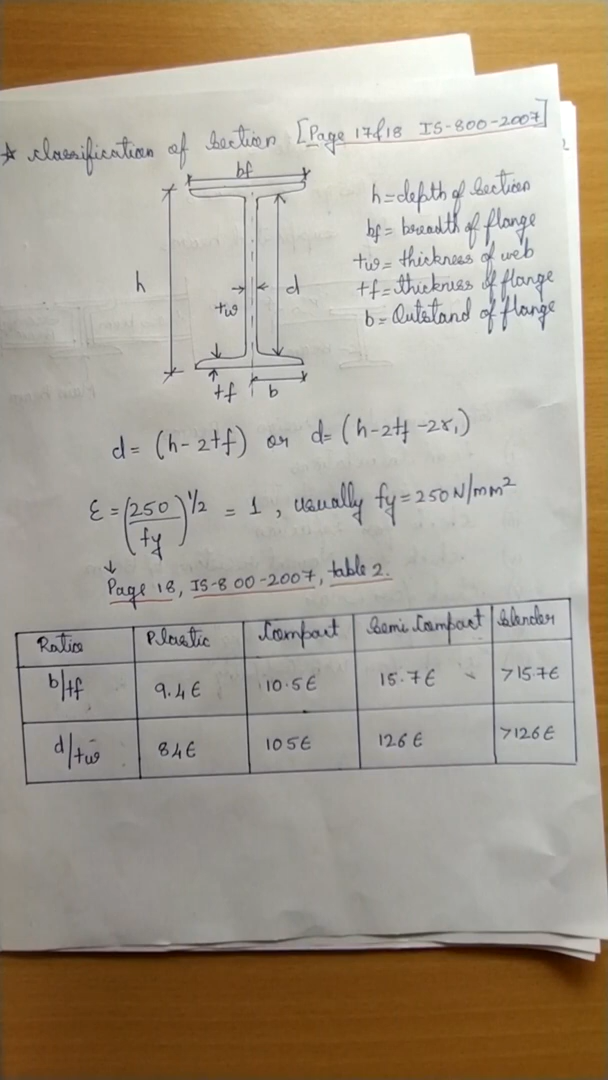 * classification of section [Page 17&18 IS-800-2007]
bf
h
d
tw
tf
b
h=depth of section
bf= breadth of flange
tw= thickness of web
tf=thickness of flange
b= Outstand of flange
d= (h-2tf) or d= (h-2tf-2r₁)
ε=(250/fy)^1/2 = 1, usually fy=250N/mm²
↓
Page 18, IS-800-2007, table 2.
Ratio Plastic Compact Semi Compact Slender
b/tf 9.4ε 10.5ε 15.7ε >15.7ε
d/tw 84ε 105ε 126ε >126ε